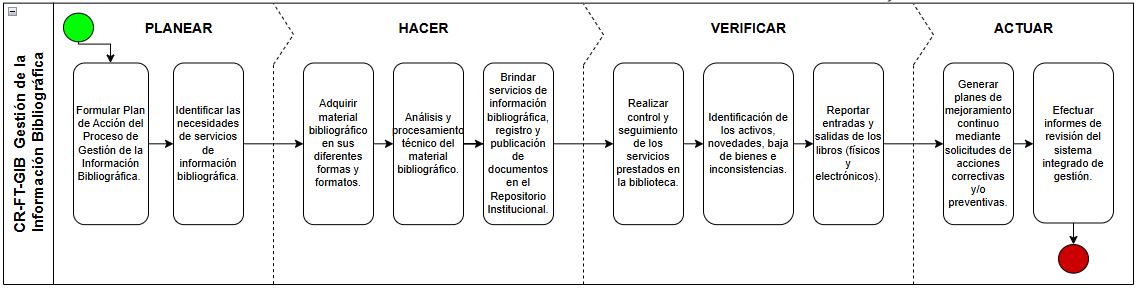 CR-FT-GIB Gestión de la
Información Bibliográfica
PLANEAR
Formular Plan
de Acción del
Proceso de
Gestión de la
Información
Bibliográfica.
Identificar las
necesidades
de servicios
de
información
bibliográfica.
HACER
Adquirir
material
bibliográfico
en sus
diferentes
formas y
formatos.
Análisis y
procesamiento
técnico del
material
bibliográfico.
Brindar
servicios de
información
bibliográfica,
registro y
publicación
de
documentos
en el
Repositorio
Institucional.
VERIFICAR
Realizar
control y
seguimiento
de los
servicios
prestados en
la biblioteca.
Identificación de
los activos,
novedades, baja
de bienes e
inconsistencias.
Reportar
entradas y
salidas de los
libros (físicos
y
electrónicos).
ACTUAR
Generar
planes de
mejoramiento
continuo
mediante
solicitudes de
acciones
correctivas
y/o
preventivas.
Efectuar
informes de
revisión del
sistema
integrado de
gestión.